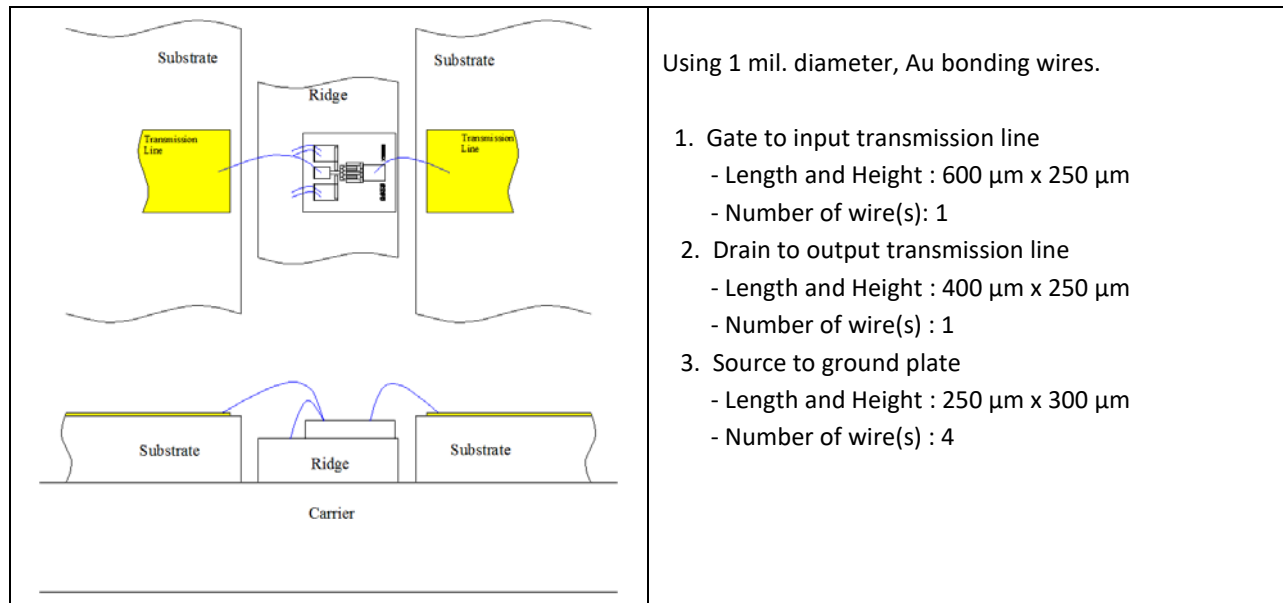 Substrate
Substrate
Ridge
Transmission
Line
Transmission
Line
Substrate
Ridge
Substrate
Carrier
Using 1 mil. diameter, Au bonding wires.
1. Gate to input transmission line
- Length and Height : 600 µm x 250 µm
- Number of wire(s): 1
2. Drain to output transmission line
- Length and Height : 400 µm x 250 µm
- Number of wire(s) : 1
3. Source to ground plate
- Length and Height : 250 µm x 300 µm
- Number of wire(s) : 4